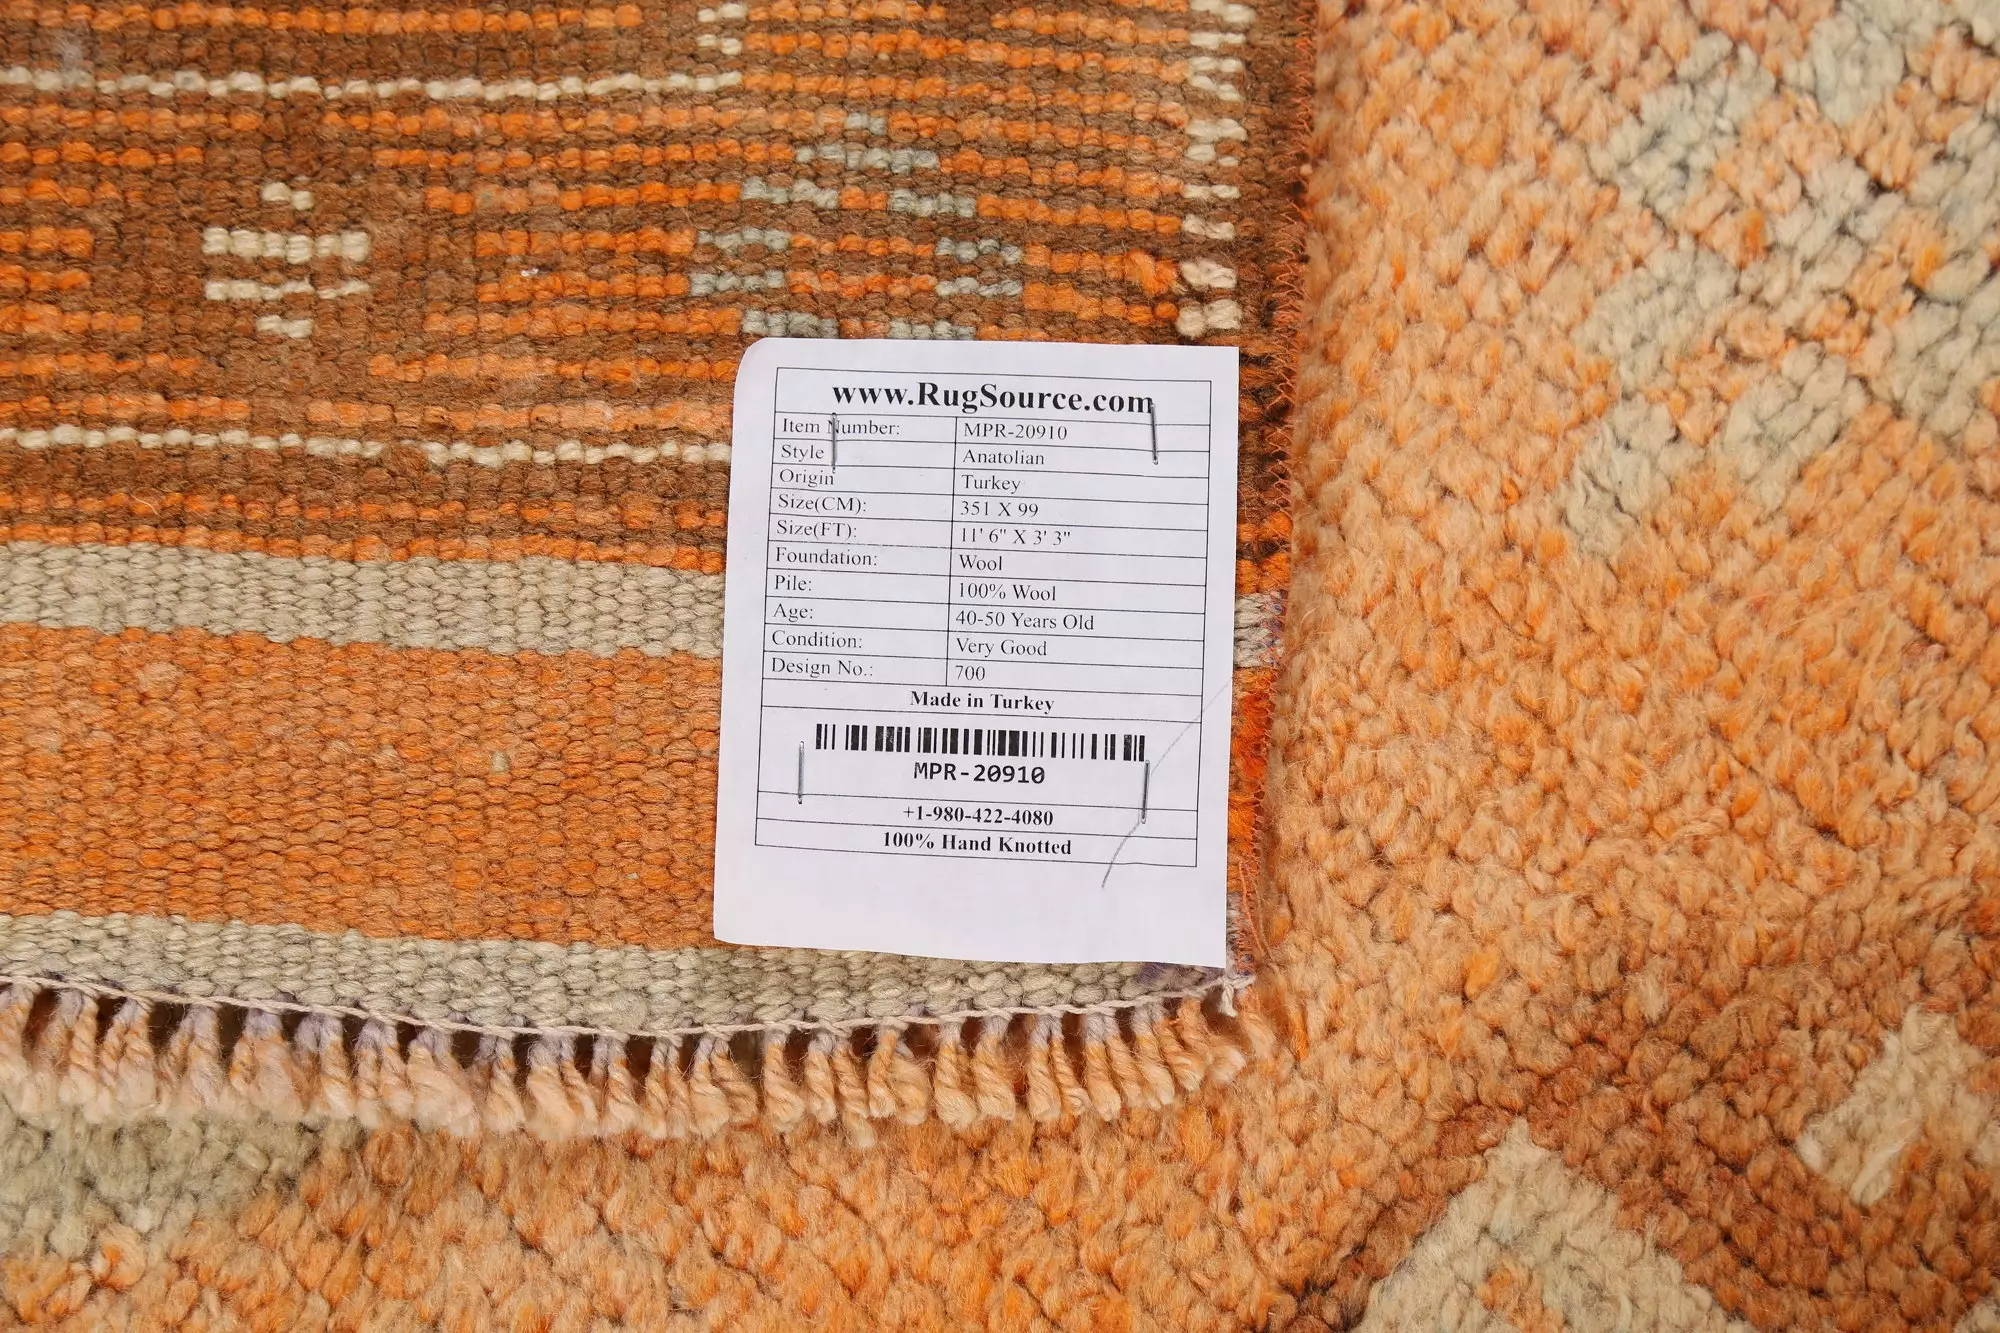 www.RugSource.com
Item Number: MPR-20910
Style Anatolian
Origin Turkey
Size(CM): 351 X 99
Size(FT): 11' 6" X 3' 3"
Foundation: Wool
Pile: 100% Wool
Age: 40-50 Years Old
Condition: Very Good
Design No.: 700
Made in Turkey
MPR-20910
+1-980-422-4080
100% Hand Knotted